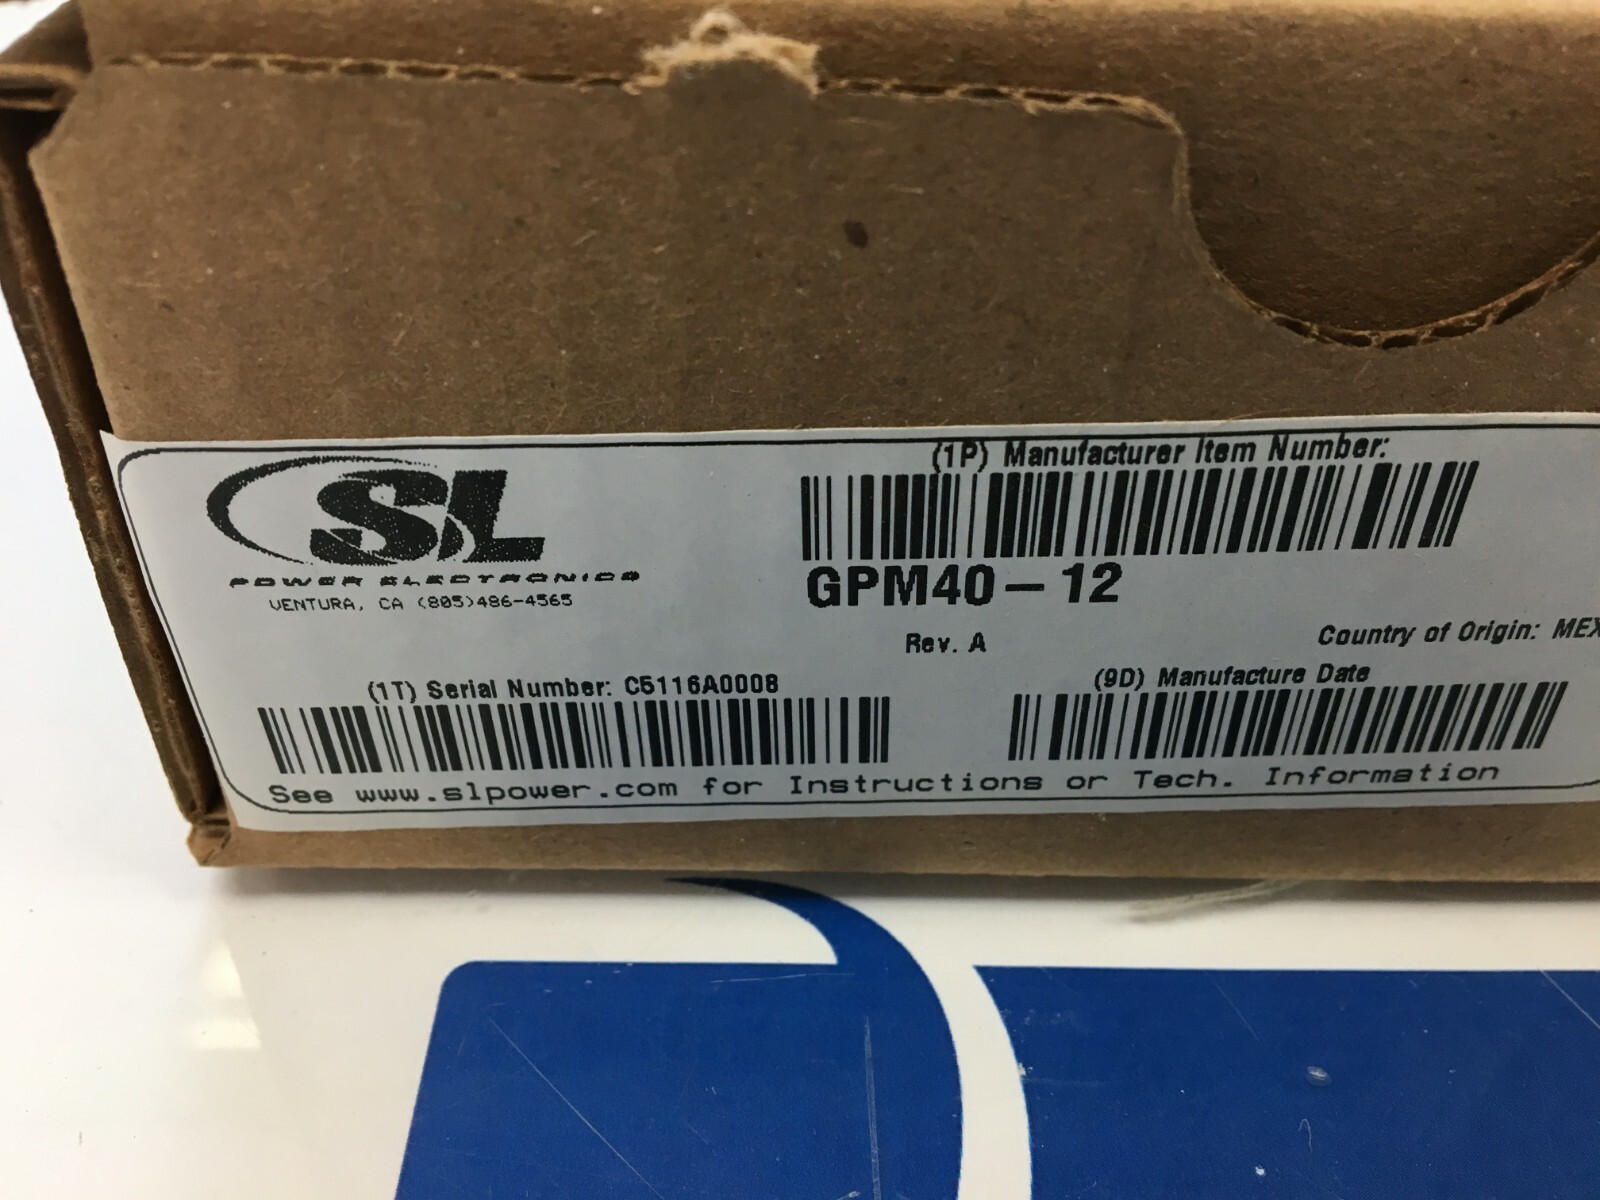 SL
POWER ELECTRONICS
VENTURA, CA (805)486-4565
(1P) Manufacturer Item Number:
GPM40-12
Rev. A
Country of Origin: MEX
(1T) Serial Number: C5116A0008
(9D) Manufacture Date
See www.slpower.com for Instructions or Tech. Information